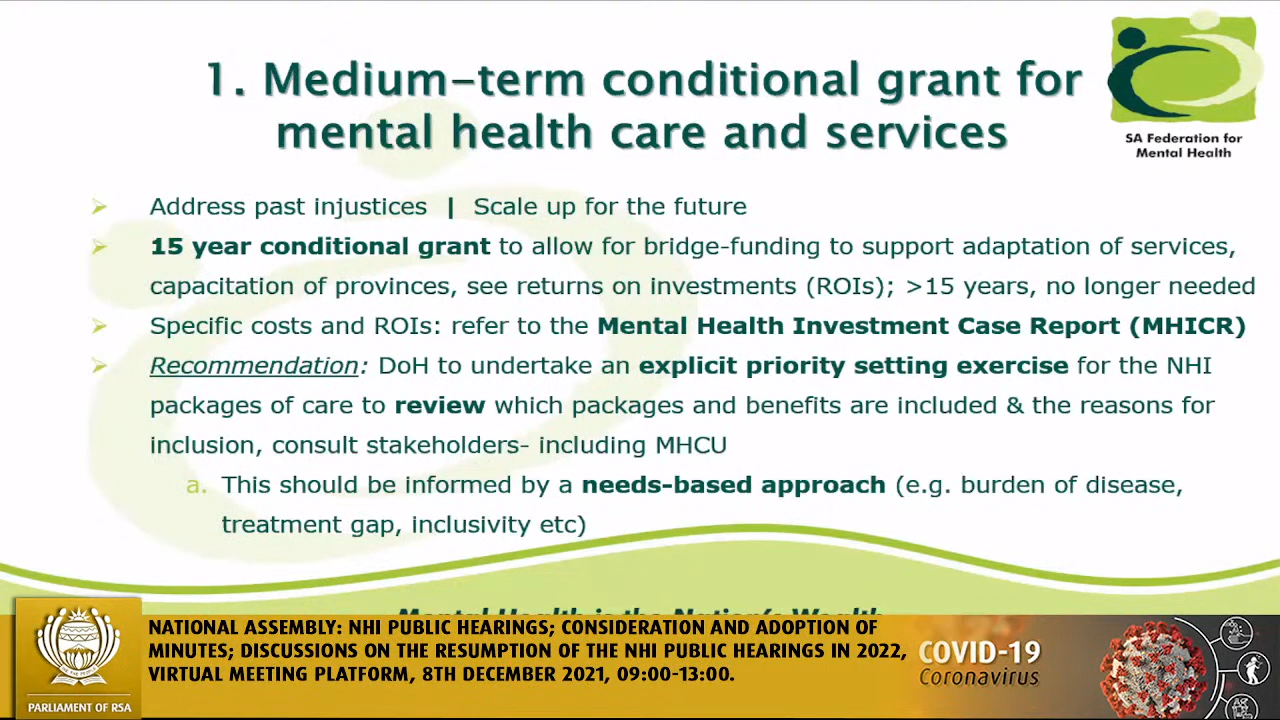 1. Medium-term conditional grant for
mental health care and services
SA Federation for
Mental Health
Address past injustices | Scale up for the future
15 year conditional grant to allow for bridge-funding to support adaptation of services,
capacitation of provinces, see returns on investments (ROIs); >15 years, no longer needed
Specific costs and ROIs: refer to the Mental Health Investment Case Report (MHICR)
Recommendation: DoH to undertake an explicit priority setting exercise for the NHI
packages of care to review which packages and benefits are included & the reasons for
inclusion, consult stakeholders- including MHCU
a. This should be informed by a needs-based approach (e.g. burden of disease,
treatment gap, inclusivity etc)
Mental Health is the Nation's Wealth
NATIONAL ASSEMBLY: NHI PUBLIC HEARINGS; CONSIDERATION AND ADOPTION OF
MINUTES; DISCUSSIONS ON THE RESUMPTION OF THE NHI PUBLIC HEARINGS IN 2022,
VIRTUAL MEETING PLATFORM, 8TH DECEMBER 2021, 09:00-13:00.
PARLIAMENT OF RSA
COVID-19
Coronavirus